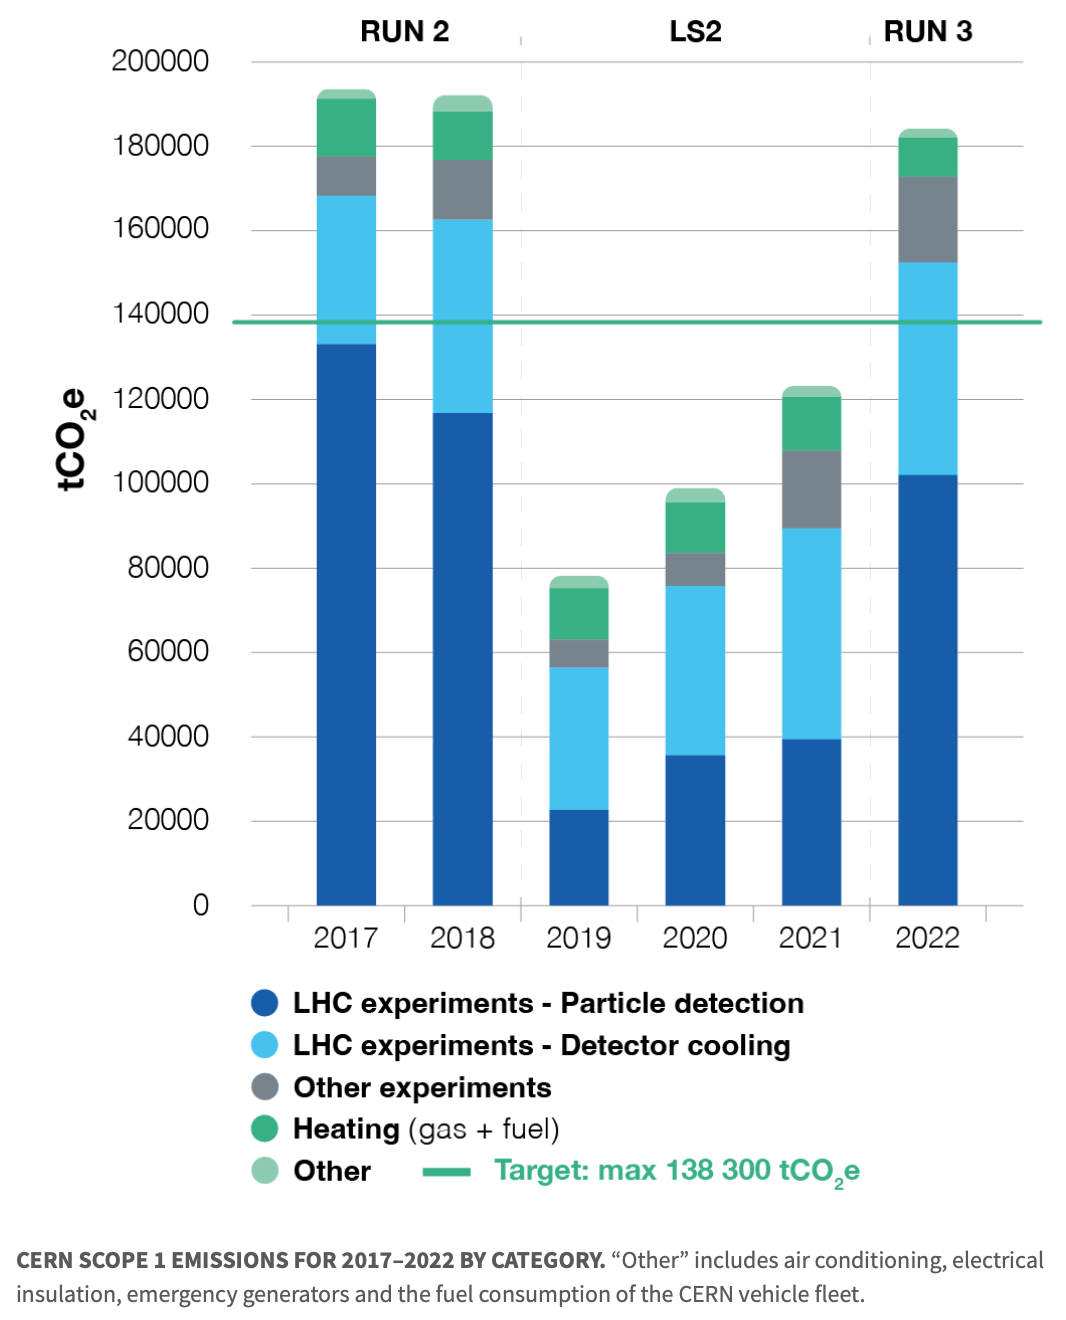 RUN 2 LS2 RUN 3
200000
180000
160000
140000
120000
100000
80000
60000
40000
20000
0
tCO₂e
2017 2018 2019 2020 2021 2022
LHC experiments - Particle detection
LHC experiments - Detector cooling
Other experiments
Heating (gas + fuel)
Other Target: max 138 300 tCO₂e
CERN SCOPE 1 EMISSIONS FOR 2017–2022 BY CATEGORY. “Other” includes air conditioning, electrical
insulation, emergency generators and the fuel consumption of the CERN vehicle fleet.